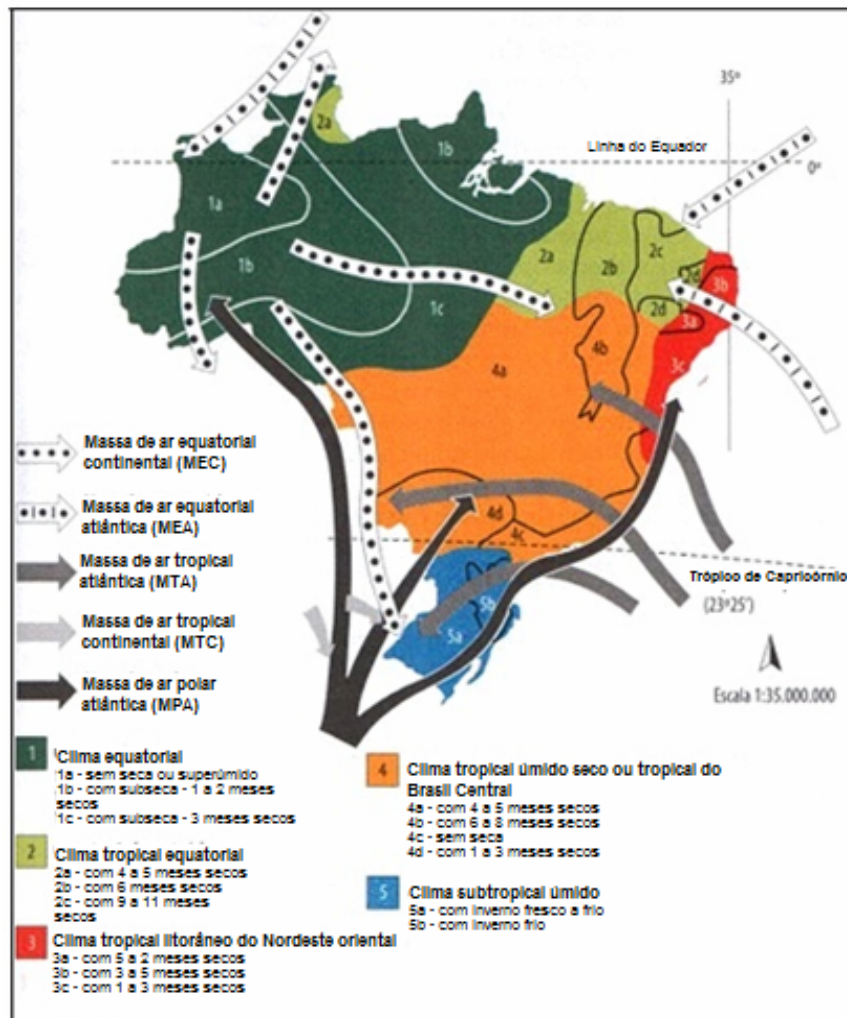 35º
Linha do Equador
0º
2a
1b
1a
1b
2a
2b
2c
2d
3b
2d
3a
1c
4b
3c
4a
4d
4c
5b
5a
Trópico de Capricórnio
(23º25')
Escala 1:35.000.000
Massa de ar equatorial
continental (MEC)
Massa de ar equatorial
atlântica (MEA)
Massa de ar tropical
atlântica (MTA)
Massa de ar tropical
continental (MTC)
Massa de ar polar
atlântica (MPA)
1 Clima equatorial
1a - sem seca ou superúmido
1b - com subseca - 1 a 2 meses
secos
1c - com subseca - 3 meses secos
2 Clima tropical equatorial
2a - com 4 a 5 meses secos
2b - com 6 meses secos
2c - com 9 a 11 meses
secos
3 Clima tropical litorâneo do Nordeste oriental
3a - com 5 a 2 meses secos
3b - com 3 a 5 meses secos
3c - com 1 a 3 meses secos
4 Clima tropical úmido seco ou tropical do
Brasil Central
4a - com 4 a 5 meses secos
4b - com 6 a 8 meses secos
4c - sem seca
4d - com 1 a 3 meses secos
5 Clima subtropical úmido
5a - com inverno fresco a frio
5b - com inverno frio